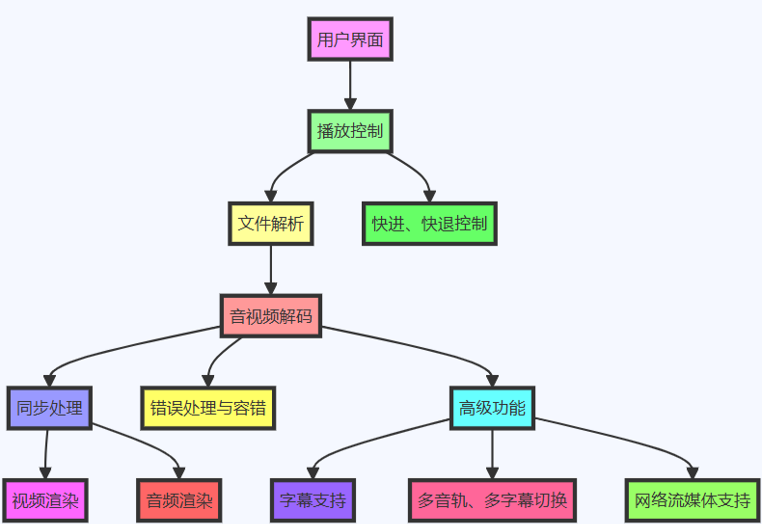 用户界面
播放控制
文件解析
快进、快退控制
音视频解码
同步处理
错误处理与容错
高级功能
视频渲染
音频渲染
字幕支持
多音轨、多字幕切换
网络流媒体支持